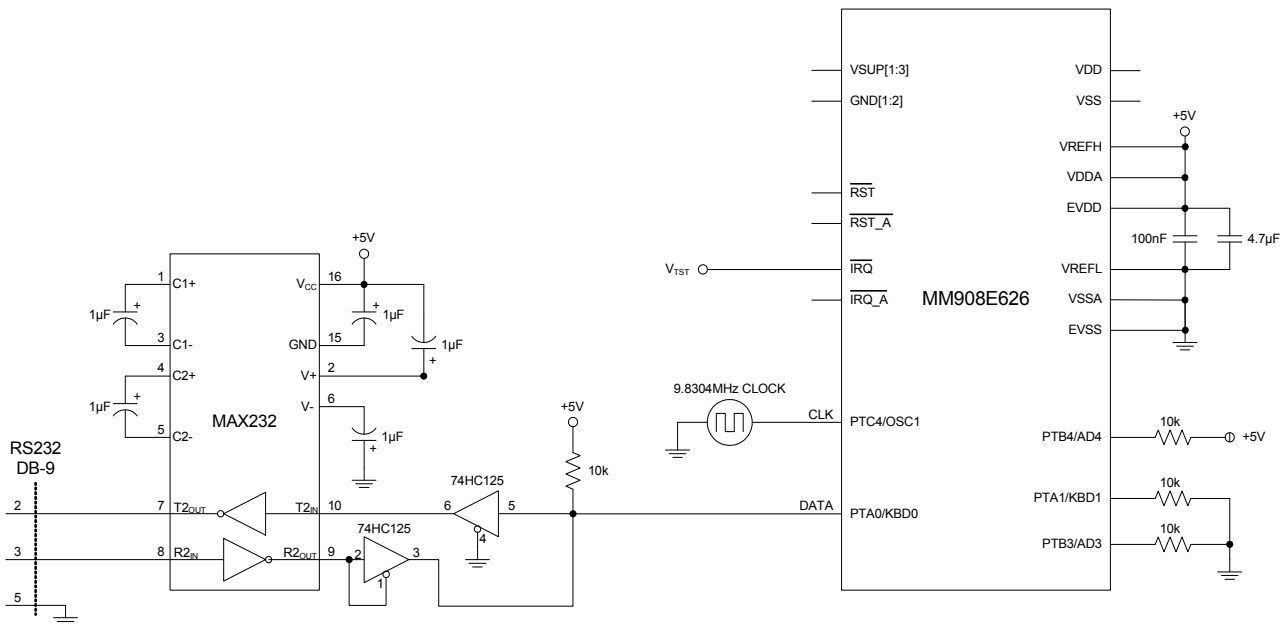 RS232
DB-9
2
3
5
+5V
1 C1+
VCC 16
1µF +
+ 1µF
3 C1-
GND 15
1µF
+
4 C2+
V+ 2
1µF +
V- 6
MAX232
5 C2-
+ 1µF
7 T2OUT
T2IN 10
8 R2IN
R2OUT 9
74HC125
6
5
4
74HC125
2
3
1
+5V
10k
DATA
VTST
9.8304MHz CLOCK
CLK
MM908E626
VSUP[1:3]
GND[1:2]
RST
RST_A
IRQ
IRQ_A
PTC4/OSC1
PTA0/KBD0
VDD
VSS
+5V
VREFH
VDDA
EVDD
100nF
4.7µF
VREFL
VSSA
EVSS
10k
PTB4/AD4
+5V
10k
PTA1/KBD1
10k
PTB3/AD3